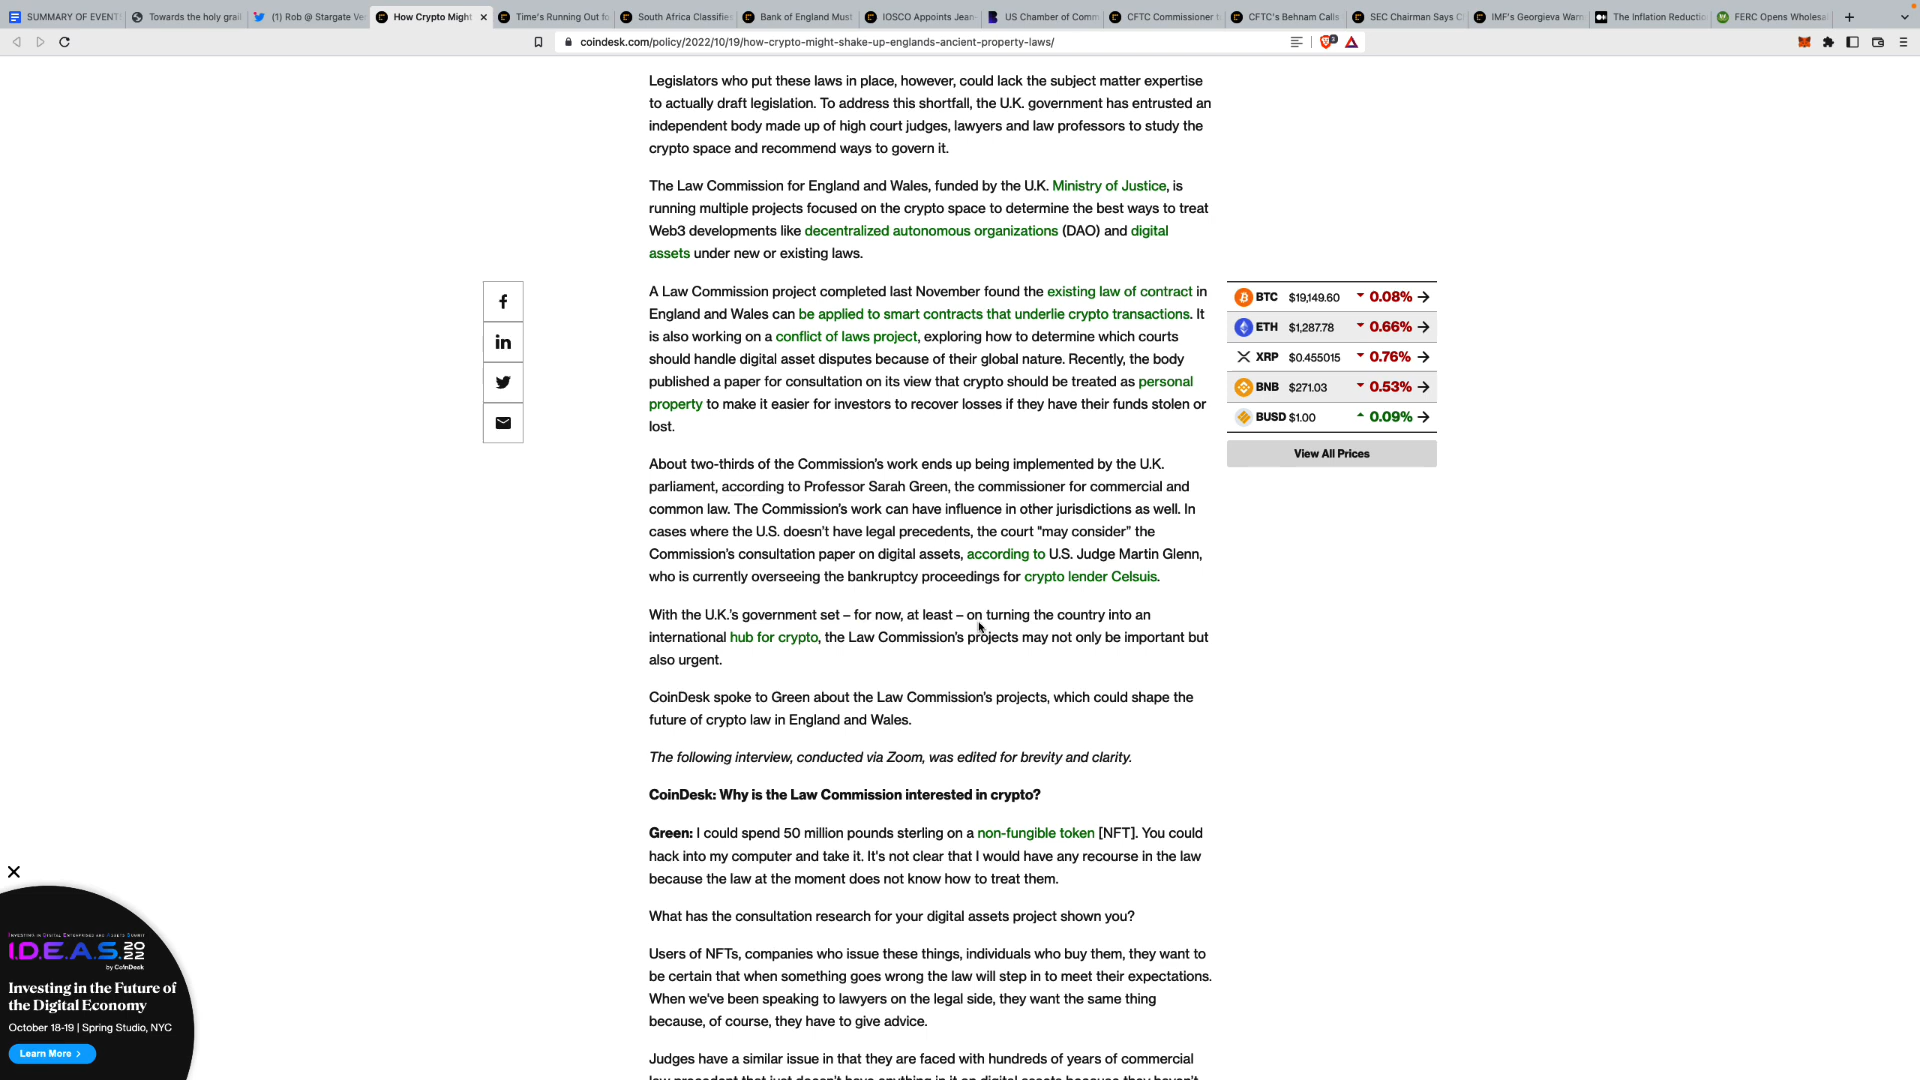 SUMMARY OF EVENT
Towards the holy grail
(1) Rob @ Stargate Ve
How Crypto Might
Time's Running Out fo
South Africa Classifies
Bank of England Must
IOSCO Appoints Jean-
US Chamber of Comm
CFTC Commissioner
CFTC's Behnam Calls
SEC Chairman Says C
IMF's Georgieva Warn
The Inflation Reductio
FERC Opens Wholesa
coindesk.com/policy/2022/10/19/how-crypto-might-shake-up-englands-ancient-property-laws/
Legislators who put these laws in place, however, could lack the subject matter expertise
to actually draft legislation. To address this shortfall, the U.K. government has entrusted an
independent body made up of high court judges, lawyers and law professors to study the
crypto space and recommend ways to govern it.
The Law Commission for England and Wales, funded by the U.K. Ministry of Justice, is
running multiple projects focused on the crypto space to determine the best ways to treat
Web3 developments like decentralized autonomous organizations (DAO) and digital
assets under new or existing laws.
A Law Commission project completed last November found the existing law of contract in
England and Wales can be applied to smart contracts that underlie crypto transactions. It
is also working on a conflict of laws project, exploring how to determine which courts
should handle digital asset disputes because of their global nature. Recently, the body
published a paper for consultation on its view that crypto should be treated as personal
property to make it easier for investors to recover losses if they have their funds stolen or
lost.
About two-thirds of the Commission's work ends up being implemented by the U.K.
parliament, according to Professor Sarah Green, the commissioner for commercial and
common law. The Commission's work can have influence in other jurisdictions as well. In
cases where the U.S. doesn't have legal precedents, the court "may consider" the
Commission's consultation paper on digital assets, according to U.S. Judge Martin Glenn,
who is currently overseeing the bankruptcy proceedings for crypto lender Celsuis.
With the U.K.'s government set – for now, at least – on turning the country into an
international hub for crypto, the Law Commission's projects may not only be important but
also urgent.
CoinDesk spoke to Green about the Law Commission's projects, which could shape the
future of crypto law in England and Wales.
The following interview, conducted via Zoom, was edited for brevity and clarity.
CoinDesk: Why is the Law Commission interested in crypto?
Green: I could spend 50 million pounds sterling on a non-fungible token [NFT]. You could
hack into my computer and take it. It's not clear that I would have any recourse in the law
because the law at the moment does not know how to treat them.
What has the consultation research for your digital assets project shown you?
Users of NFTs, companies who issue these things, individuals who buy them, they want to
be certain that when something goes wrong the law will step in to meet their expectations.
When we've been speaking to lawyers on the legal side, they want the same thing
because, of course, they have to give advice.
Judges have a similar issue in that they are faced with hundreds of years of commercial
law precedent that just doesn't have anything in it on digital assets because they haven't
BTC $19,149.60 0.08%
ETH $1,287.78 0.66%
XRP $0.455015 0.76%
BNB $271.03 0.53%
BUSD $1.00 0.09%
View All Prices
INVESTING IN DIGITAL ENTERPRISES AND ASSETS SUMMIT
I.D.E.A.S. 2022
by CoinDesk
Investing in the Future of
the Digital Economy
October 18-19 | Spring Studio, NYC
Learn More >